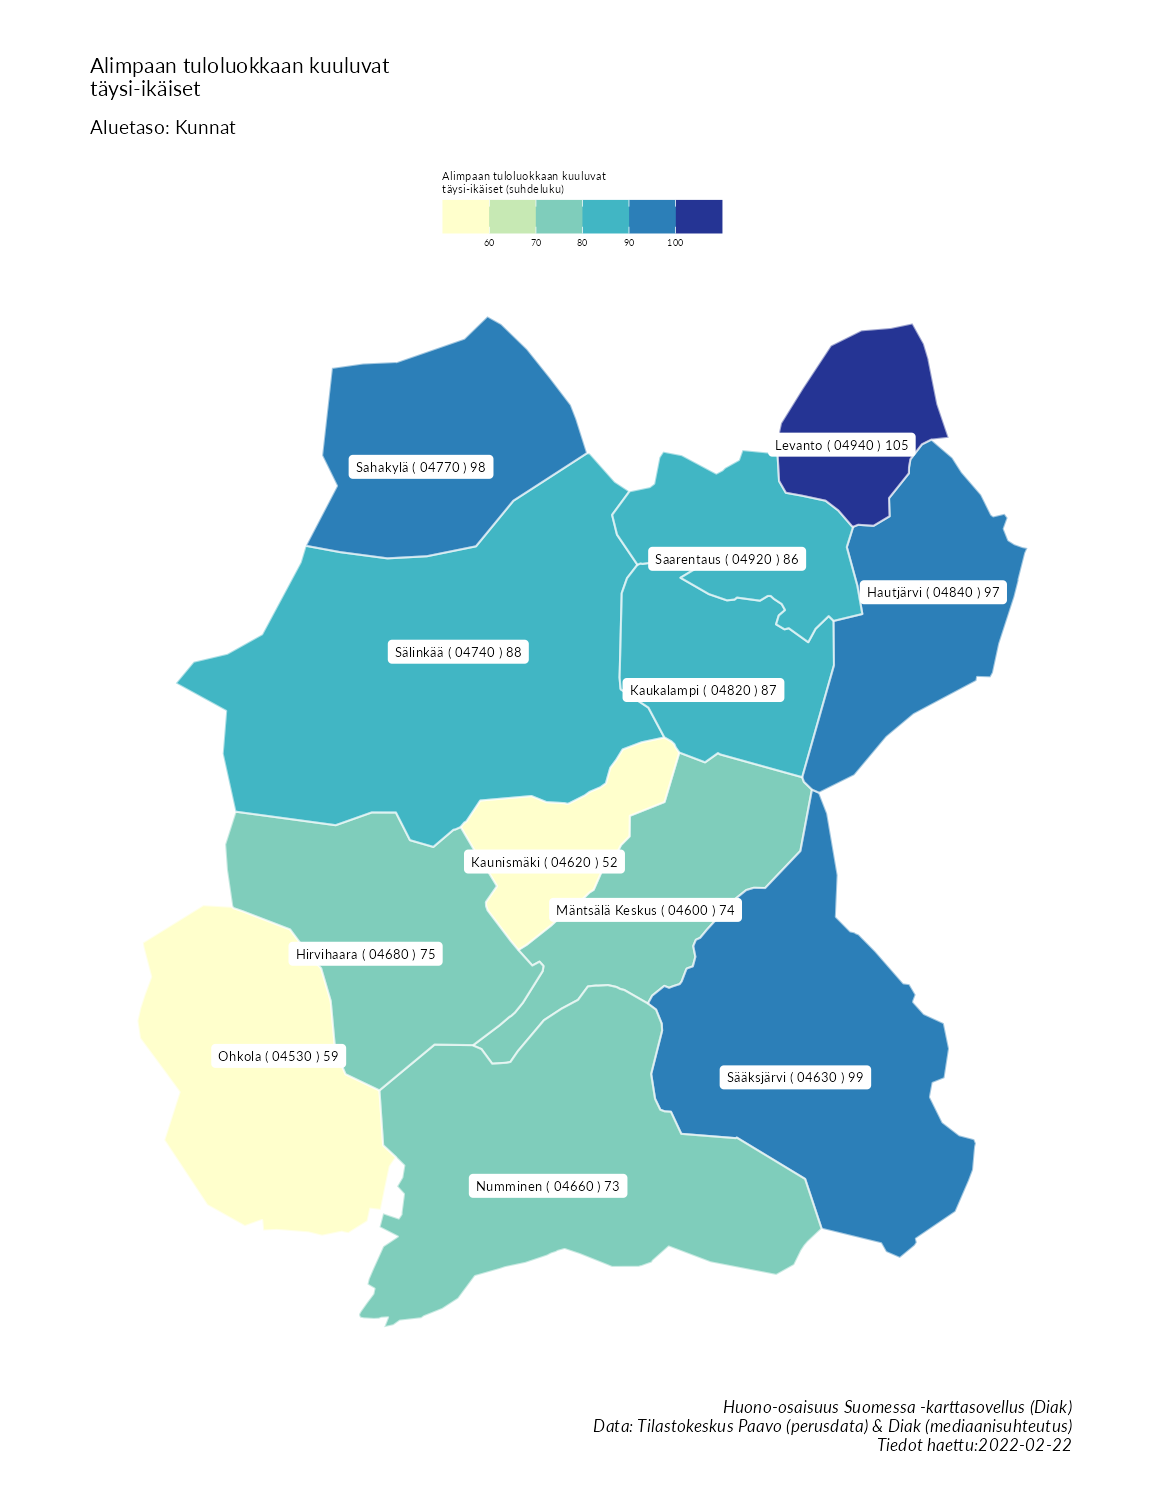 Alimpaan tuloluokkaan kuuluvat
täysi-ikäiset
Aluetaso: Kunnat
Alimpaan tuloluokkaan kuuluvat
täysi-ikäiset (suhdeluku)
60 70 80 90 100
Levanto ( 04940 ) 105
Sahakylä ( 04770 ) 98
Saarentaus ( 04920 ) 86
Hautjärvi ( 04840 ) 97
Sälinkää ( 04740 ) 88
Kaukalampi ( 04820 ) 87
Kaunismäki ( 04620 ) 52
Mäntsälä Keskus ( 04600 ) 74
Hirvihaara ( 04680 ) 75
Ohkola ( 04530 ) 59
Sääksjärvi ( 04630 ) 99
Numminen ( 04660 ) 73
Huono-osaisuus Suomessa -karttasovellus (Diak)
Data: Tilastokeskus Paavo (perusdata) & Diak (mediaanisuhteutus)
Tiedot haettu:2022-02-22